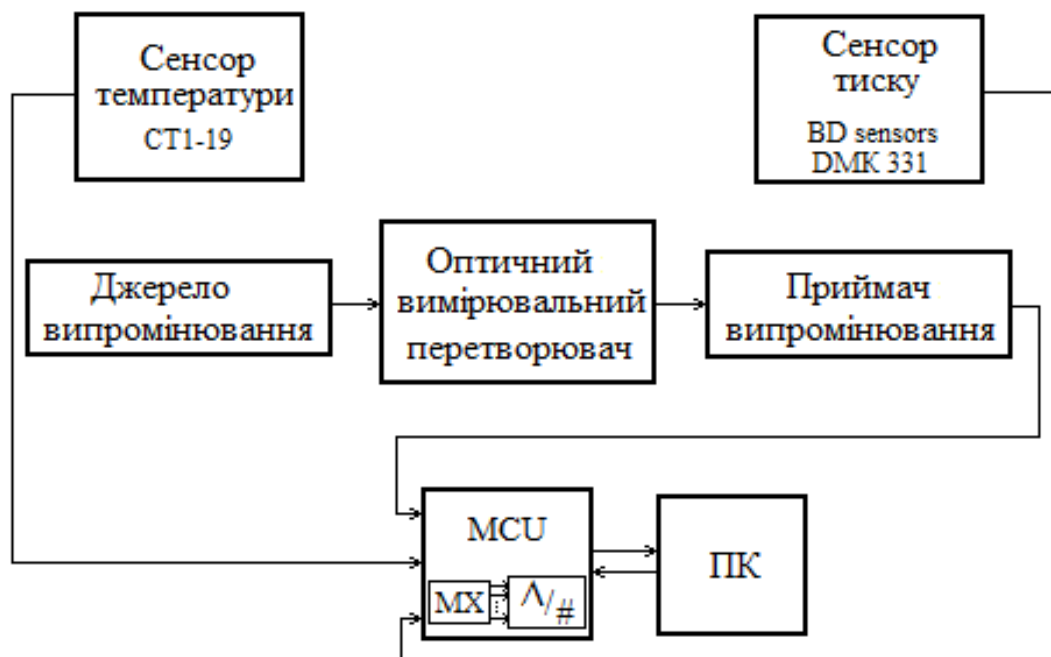 Сенсор
температури
СТ1-19
Сенсор
тиску
BD sensors
DMK 331
Джерело
випромінювання
Оптичний
вимірювальний
перетворювач
Приймач
випромінювання
MCU
MX
Λ/#
ПК